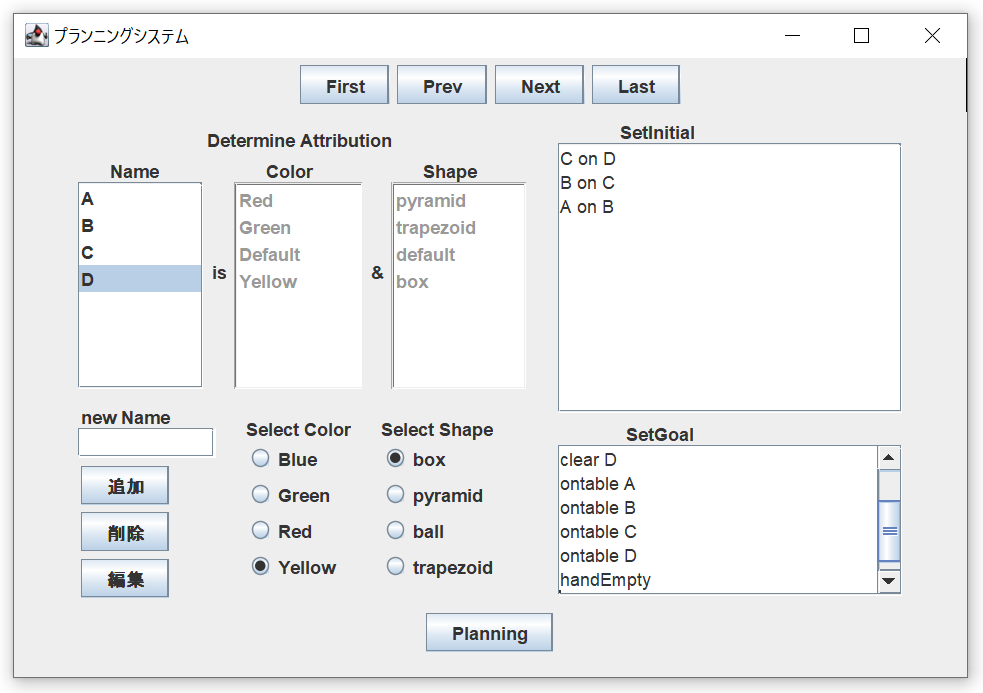 プランニングシステム
First Prev Next Last
Determine Attribution
Name Color Shape
A
B
C
D
is
Red
Green
Default
Yellow
&
pyramid
trapezoid
default
box
SetInitial
C on D
B on C
A on B
new Name
追加
削除
編集
Select Color
Blue
Green
Red
Yellow
Select Shape
box
pyramid
ball
trapezoid
SetGoal
clear D
ontable A
ontable B
ontable C
ontable D
handEmpty
Planning